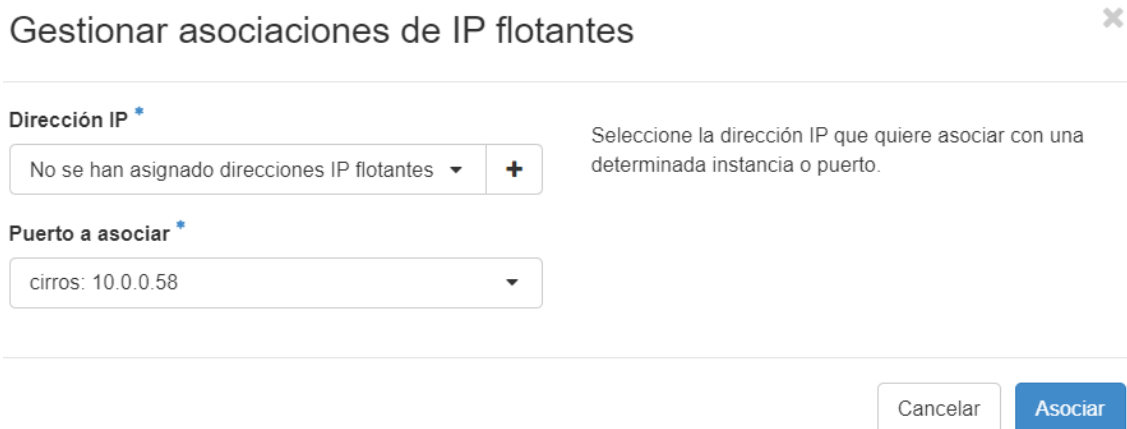 Gestionar asociaciones de IP flotantes
×
Dirección IP *
Seleccione la dirección IP que quiere asociar con una
determinada instancia o puerto.
No se han asignado direcciones IP flotantes
+
Puerto a asociar *
cirros: 10.0.0.58
Cancelar
Asociar